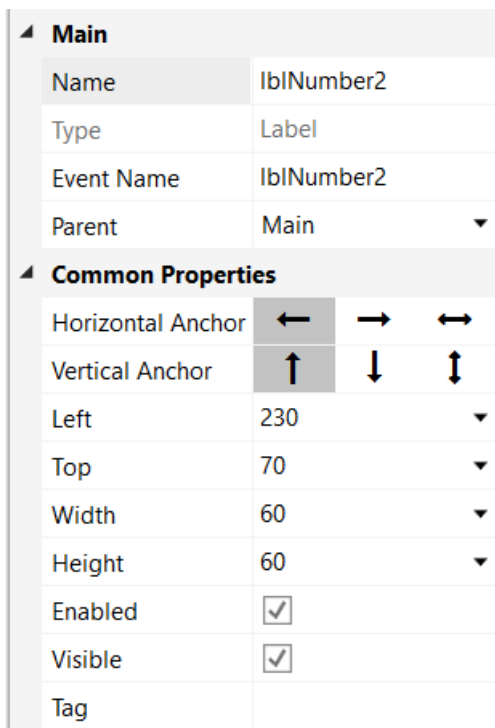 Main
Name lblNumber2
Type Label
Event Name lblNumber2
Parent Main
Common Properties
Horizontal Anchor
Vertical Anchor
Left 230
Top 70
Width 60
Height 60
Enabled
Visible
Tag